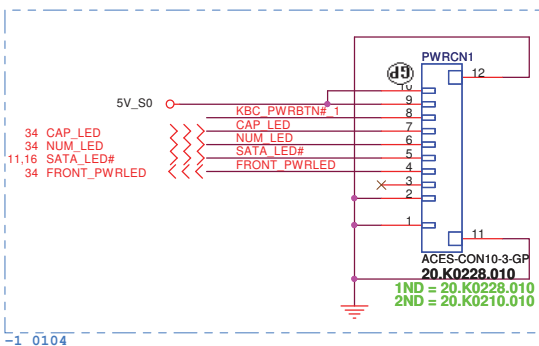 PWRCN1
GP
12
10
5V_S0
9
KBC_PWRBTN#_1
8
34 CAP_LED
CAP_LED
7
34 NUM_LED
NUM_LED
6
11,16 SATA_LED#
SATA_LED#
5
34 FRONT_PWRLED
FRONT_PWRLED
4
3
2
1
11
ACES-CON10-3-GP
20.K0228.010
1ND = 20.K0228.010
2ND = 20.K0210.010
-1 0104